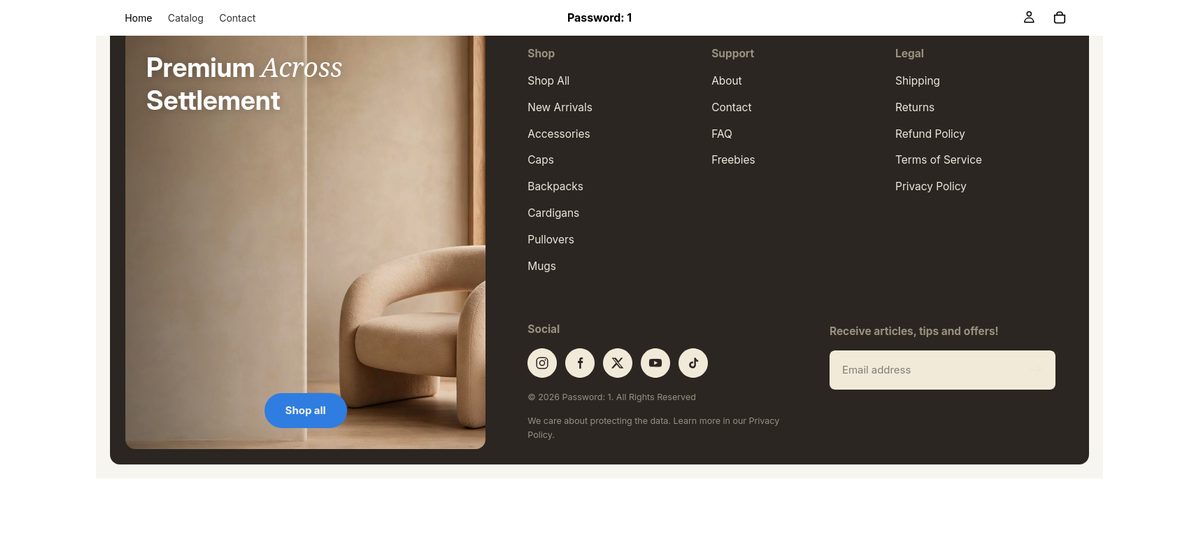 Home Catalog Contact
Password: 1
Premium Across
Settlement
Shop all
Shop
Shop All
New Arrivals
Accessories
Caps
Backpacks
Cardigans
Pullovers
Mugs
Support
About
Contact
FAQ
Freebies
Legal
Shipping
Returns
Refund Policy
Terms of Service
Privacy Policy
Social
© 2026 Password: 1. All Rights Reserved
We care about protecting the data. Learn more in our Privacy
Policy.
Receive articles, tips and offers!
Email address